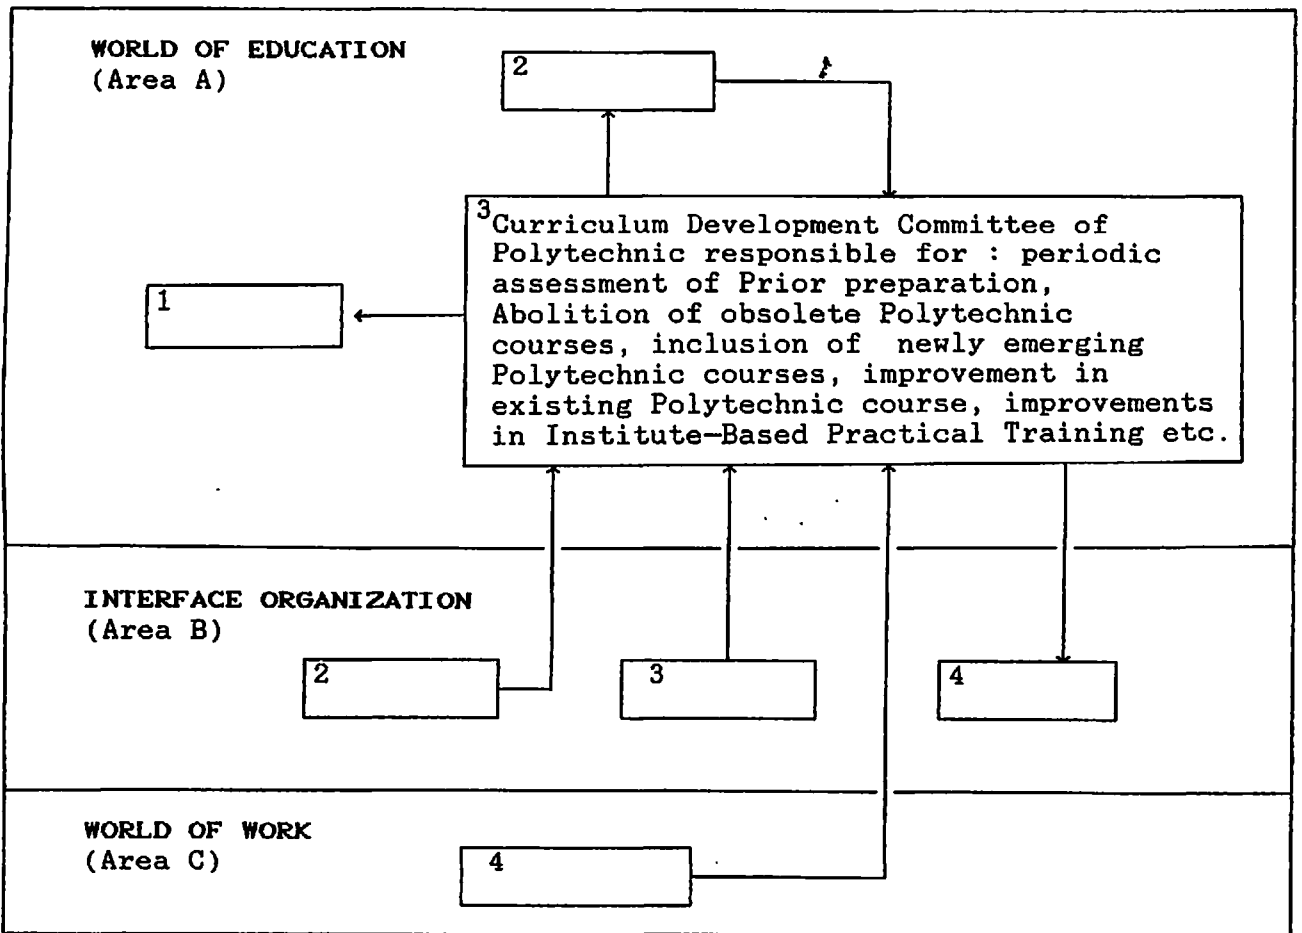 WORLD OF EDUCATION
(Area A)
2
3
Curriculum Development Committee of
Polytechnic responsible for : periodic
assessment of Prior preparation,
Abolition of obsolete Polytechnic
courses, inclusion of newly emerging
Polytechnic courses, improvement in
existing Polytechnic course, improvements
in Institute-Based Practical Training etc.
1
INTERFACE ORGANIZATION
(Area B)
2
3
4
WORLD OF WORK
(Area C)
4